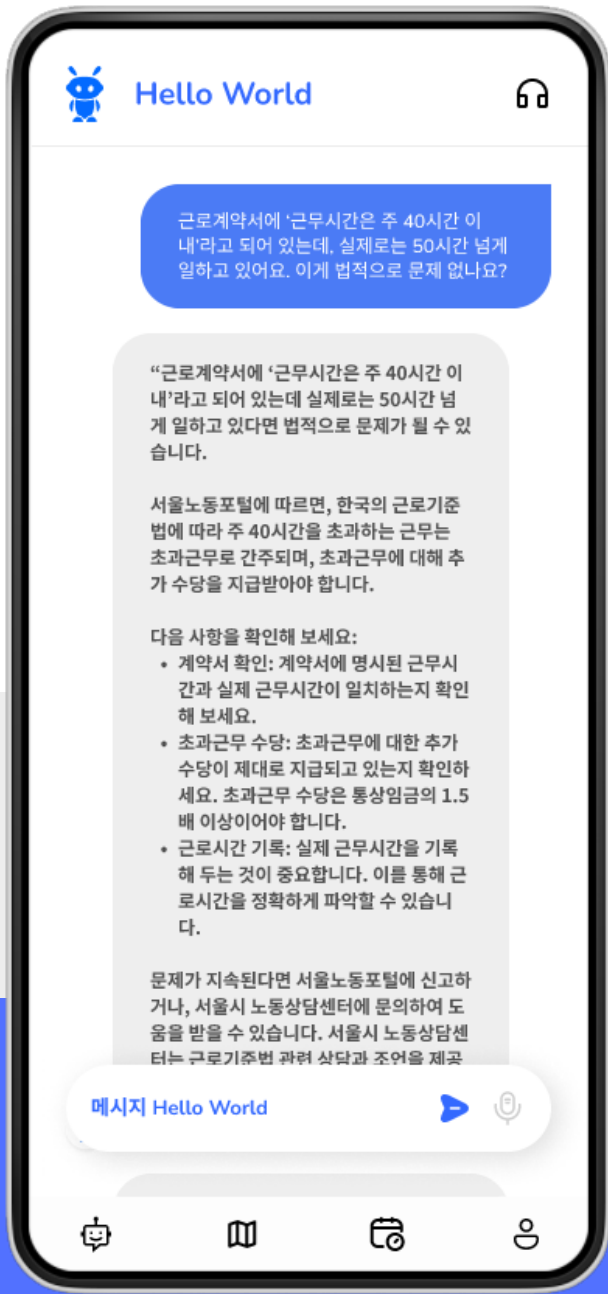 Hello World
근로계약서에 ‘근무시간은 주 40시간 이
내’라고 되어 있는데, 실제로는 50시간 넘게
일하고 있어요. 이게 법적으로 문제 없나요?
“근로계약서에 ‘근무시간은 주 40시간 이
내’라고 되어 있는데 실제로는 50시간 넘
게 일하고 있다면 법적으로 문제가 될 수 있
습니다.
서울노동포털에 따르면, 한국의 근로기준
법에 따라 주 40시간을 초과하는 근무는
초과근무로 간주되며, 초과근무에 대해 추
가 수당을 지급받아야 합니다.
다음 사항을 확인해 보세요:
• 계약서 확인: 계약서에 명시된 근무시
간과 실제 근무시간이 일치하는지 확인
해 보세요.
• 초과근무 수당: 초과근무에 대한 추가
수당이 제대로 지급되고 있는지 확인하
세요. 초과근무 수당은 통상임금의 1.5
배 이상이어야 합니다.
• 근로시간 기록: 실제 근무시간을 기록
해 두는 것이 중요합니다. 이를 통해 근
로시간을 정확하게 파악할 수 있습니
다.
문제가 지속된다면 서울노동포털에 신고하
거나, 서울시 노동상담센터에 문의하여 도
움을 받을 수 있습니다. 서울시 노동상담센
터는 근로기준법 관련 상담과 조언을 제공
메시지 Hello World